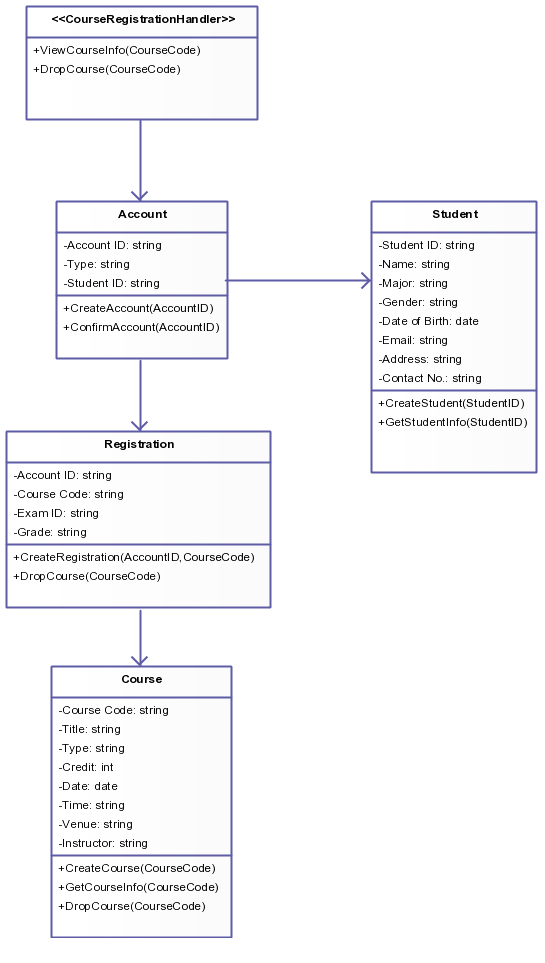 <<CourseRegistrationHandler>>
+ViewCourseInfo(CourseCode)
+DropCourse(CourseCode)
Account
-Account ID: string
-Type: string
-Student ID: string
+CreateAccount(AccountID)
+ConfirmAccount(AccountID)
Student
-Student ID: string
-Name: string
-Major: string
-Gender: string
-Date of Birth: date
-Email: string
-Address: string
-Contact No.: string
+CreateStudent(StudentID)
+GetStudentInfo(StudentID)
Registration
-Account ID: string
-Course Code: string
-Exam ID: string
-Grade: string
+CreateRegistration(AccountID,CourseCode)
+DropCourse(CourseCode)
Course
-Course Code: string
-Title: string
-Type: string
-Credit: int
-Date: date
-Time: string
-Venue: string
-Instructor: string
+CreateCourse(CourseCode)
+GetCourseInfo(CourseCode)
+DropCourse(CourseCode)